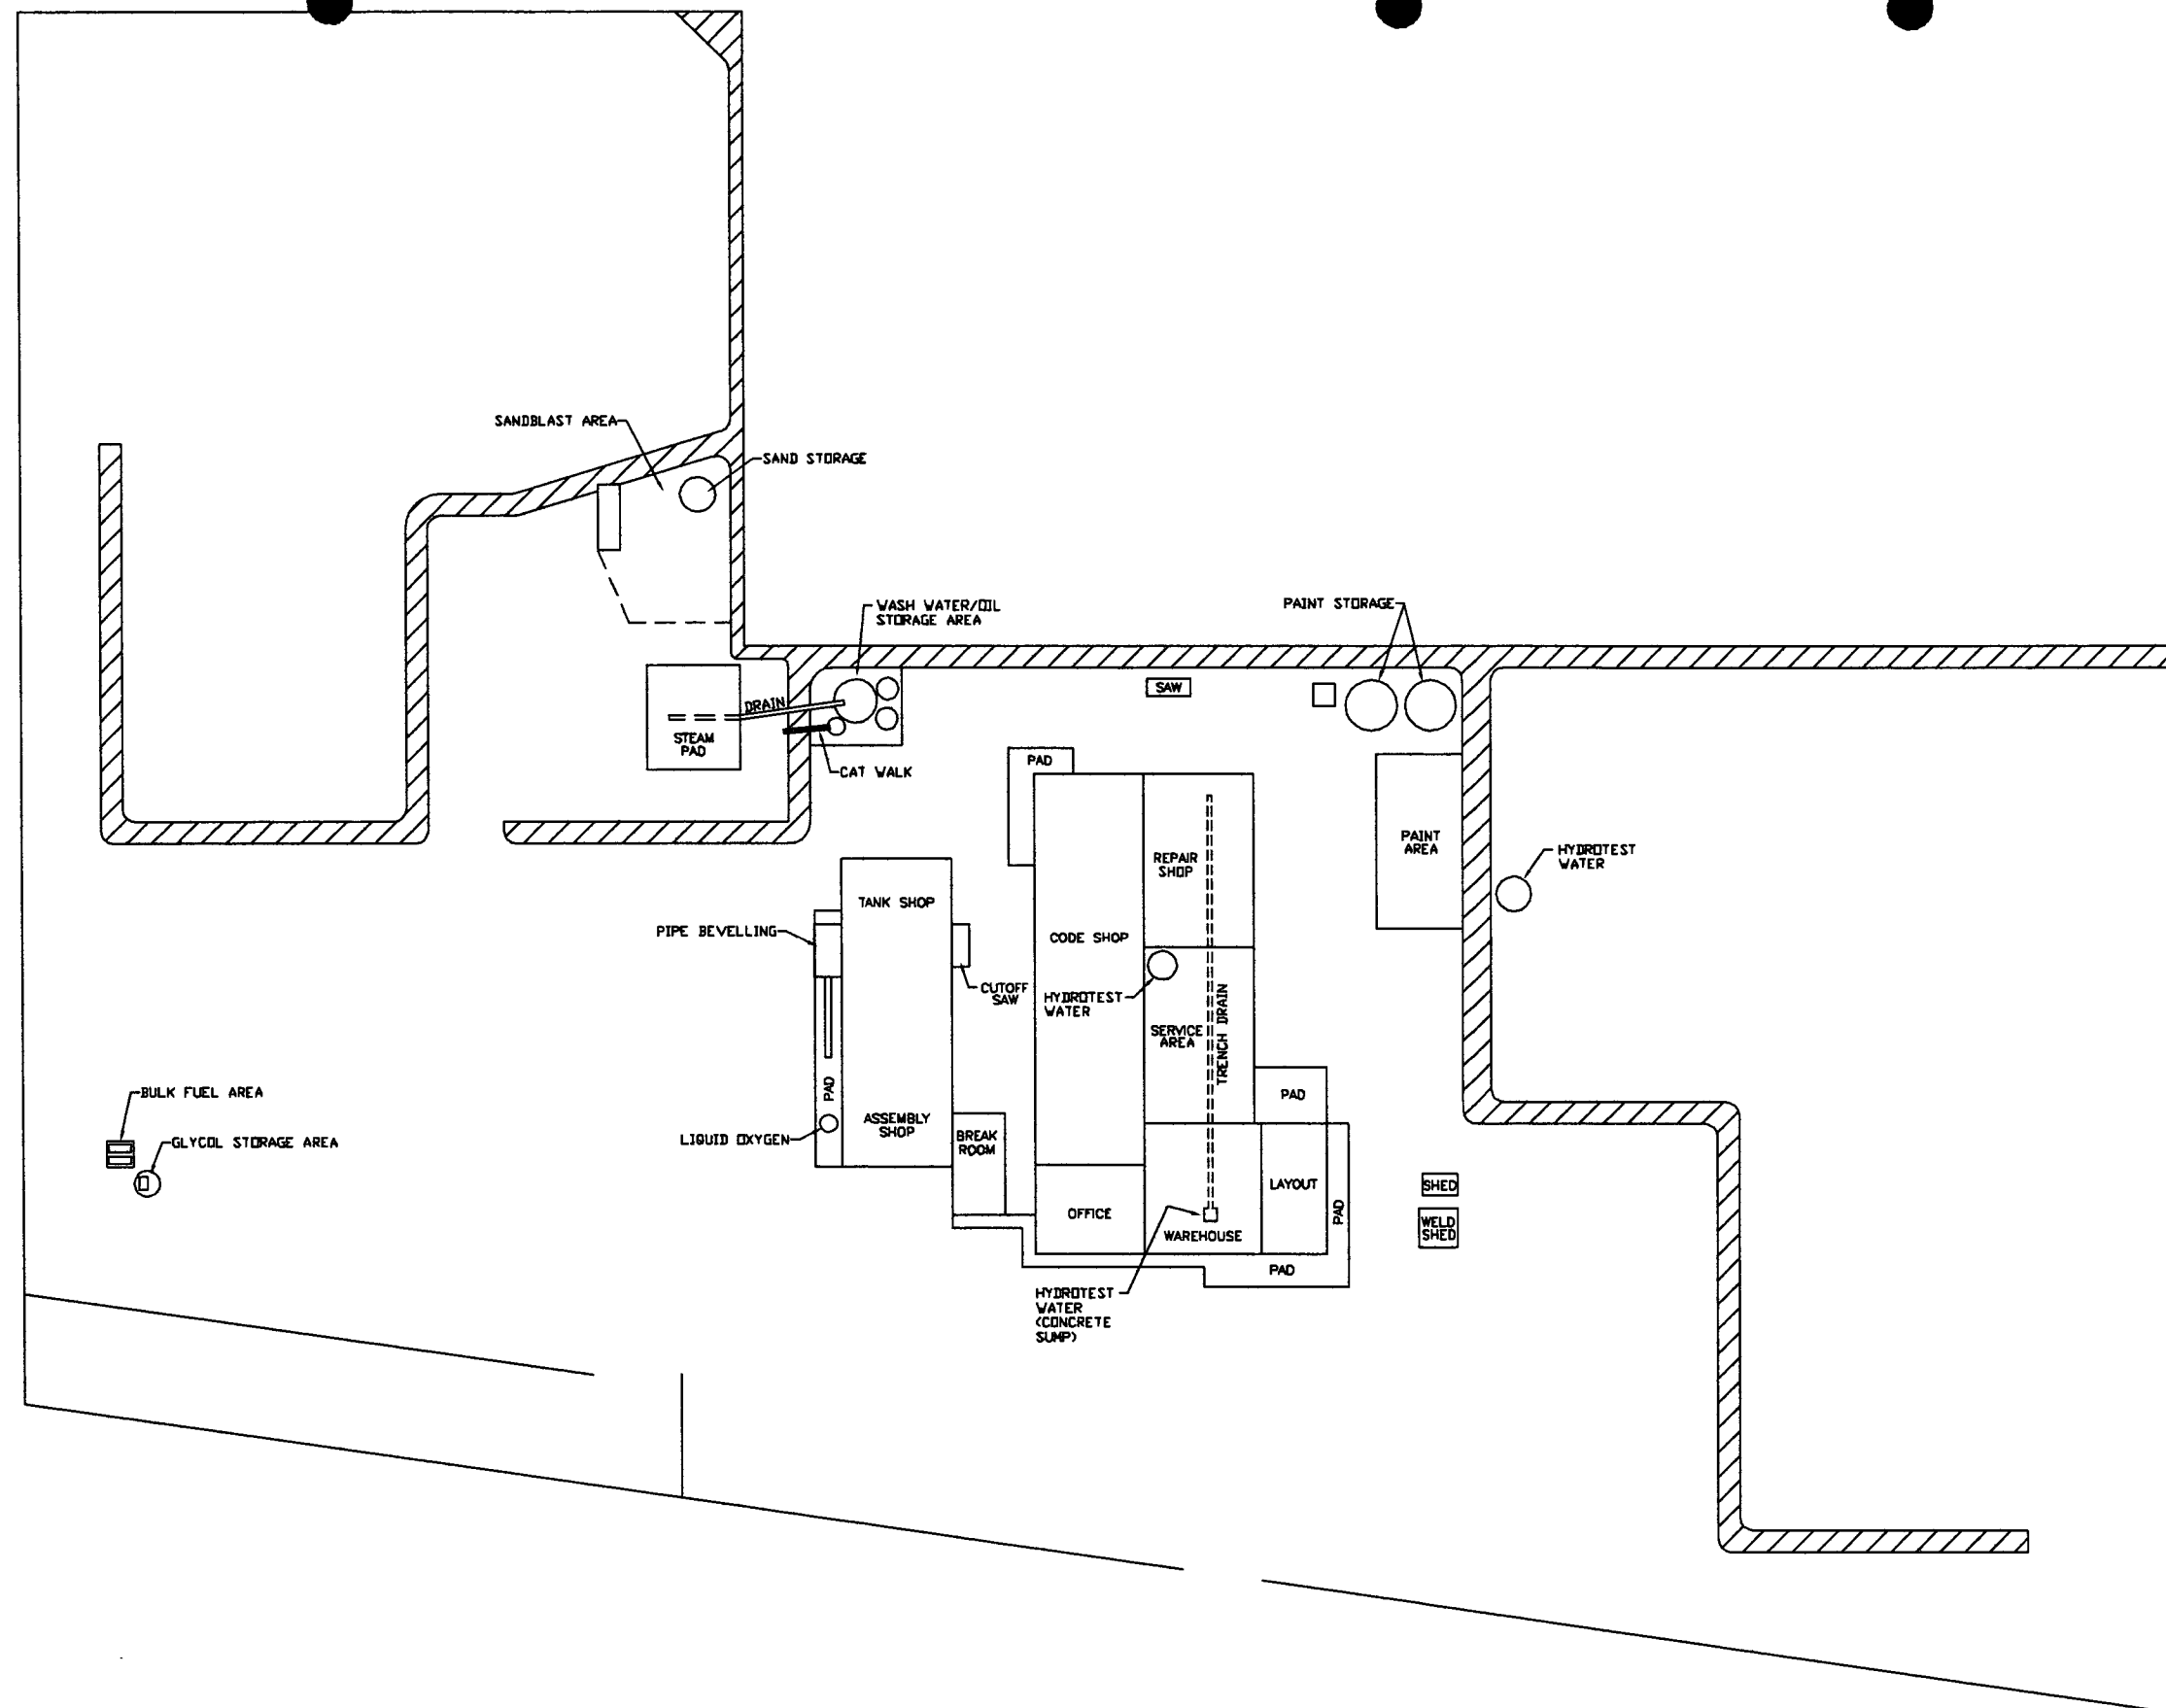 SANDBLAST AREA
SAND STORAGE
WASH WATER/OIL
STORAGE AREA
PAINT STORAGE
SAW
DRAIN
STEAM
PAD
CAT WALK
PAD
PAINT
AREA
HYDROTEST
WATER
REPAIR
SHOP
TANK SHOP
PIPE BEVELLING
CODE SHOP
CUTOFF
SAW
HYDROTEST
WATER
SERVICE
AREA
TRENCH DRAIN
PAD
PAD
BULK FUEL AREA
GLYCOL STORAGE AREA
LIQUID OXYGEN
ASSEMBLY
SHOP
BREAK
ROOM
LAYOUT
PAD
SHED
OFFICE
WAREHOUSE
WELD
SHED
PAD
HYDROTEST
WATER
(CONCRETE
SUMP)